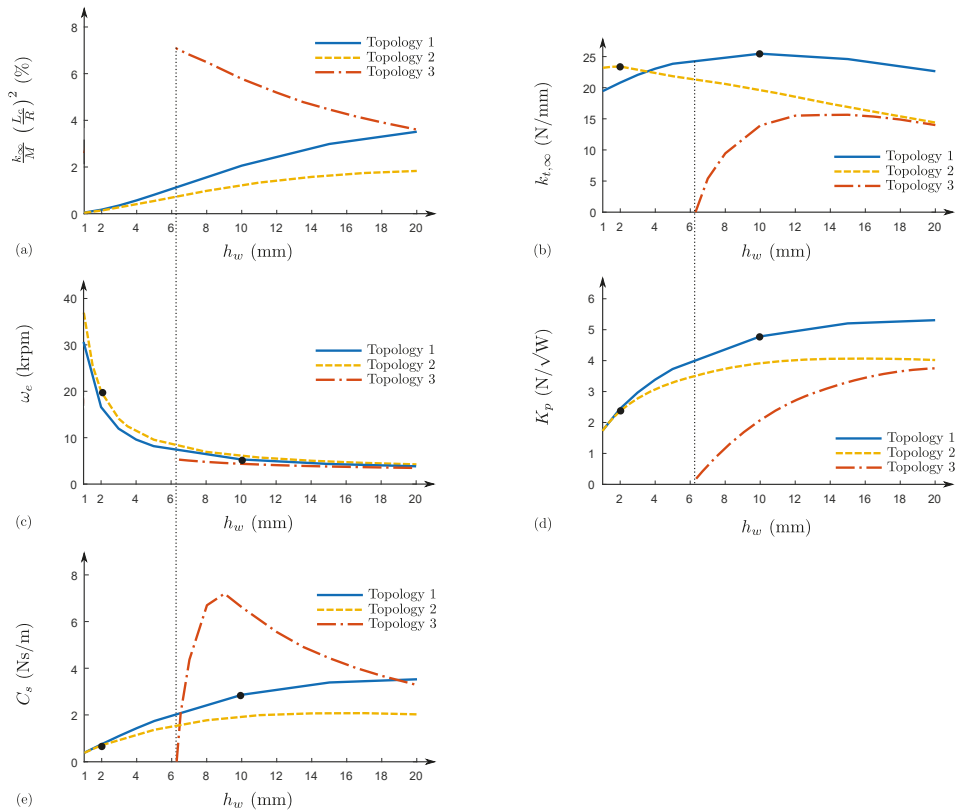 8
6
4
2
0
k∞/M (Lω/R)² (%)
Topology 1
Topology 2
Topology 3
1 2 4 6 8 10 12 14 16 18 20
(a)
h_w (mm)
25
20
15
10
5
0
k_{t,∞} (N/mm)
Topology 1
Topology 2
Topology 3
1 2 4 6 8 10 12 14 16 18 20
(b)
h_w (mm)
40
30
20
10
0
ω_e (krpm)
Topology 1
Topology 2
Topology 3
1 2 4 6 8 10 12 14 16 18 20
(c)
h_w (mm)
6
5
4
3
2
1
0
K_p (N/√W)
Topology 1
Topology 2
Topology 3
1 2 4 6 8 10 12 14 16 18 20
(d)
h_w (mm)
8
6
4
2
0
C_s (Ns/m)
Topology 1
Topology 2
Topology 3
1 2 4 6 8 10 12 14 16 18 20
(e)
h_w (mm)